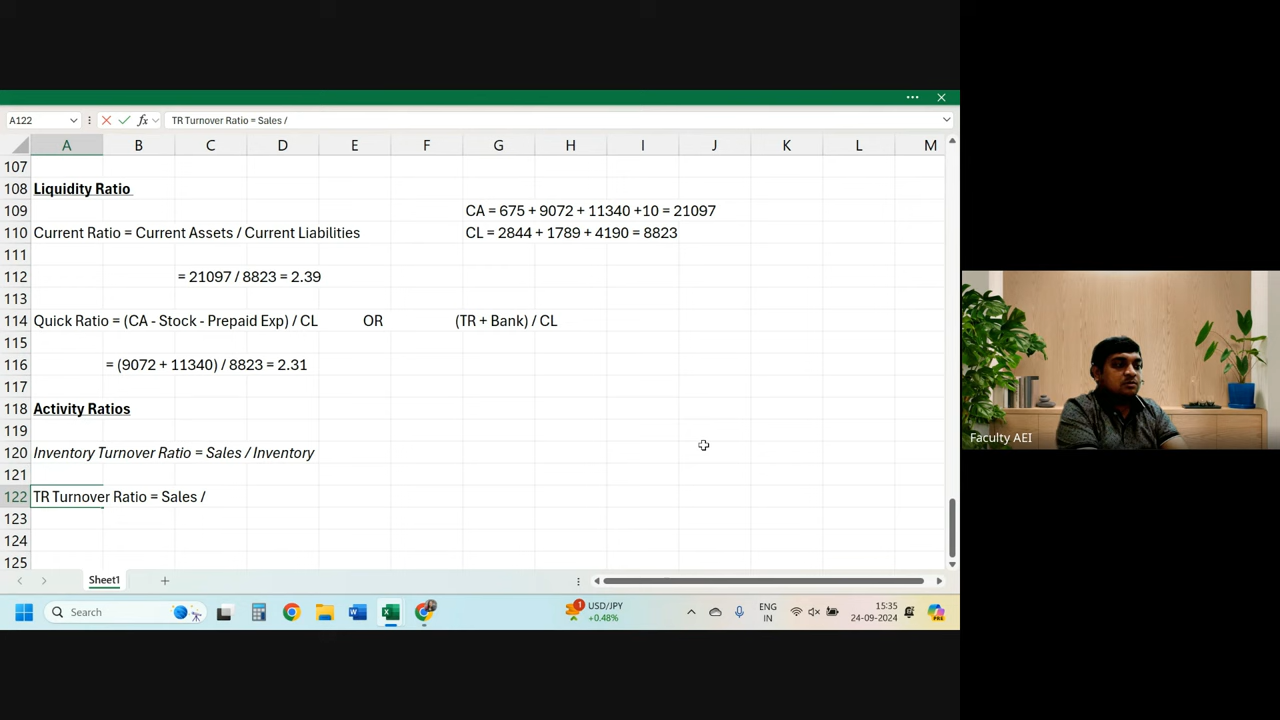 A122
fx
TR Turnover Ratio = Sales /
A B C D E F G H I J K L M
107
108 Liquidity Ratio
109 CA = 675 + 9072 + 11340 +10 = 21097
110 Current Ratio = Current Assets / Current Liabilities CL = 2844 + 1789 + 4190 = 8823
111
112 = 21097 / 8823 = 2.39
113
114 Quick Ratio = (CA - Stock - Prepaid Exp) / CL OR (TR + Bank) / CL
115
116 = (9072 + 11340) / 8823 = 2.31
117
118 Activity Ratios
119
120 Inventory Turnover Ratio = Sales / Inventory
121
122 TR Turnover Ratio = Sales /
123
124
125
Faculty AEI
Sheet1
Search
1 USD/JPY
+0.48%
ENG
IN
15:35
24-09-2024
PRE